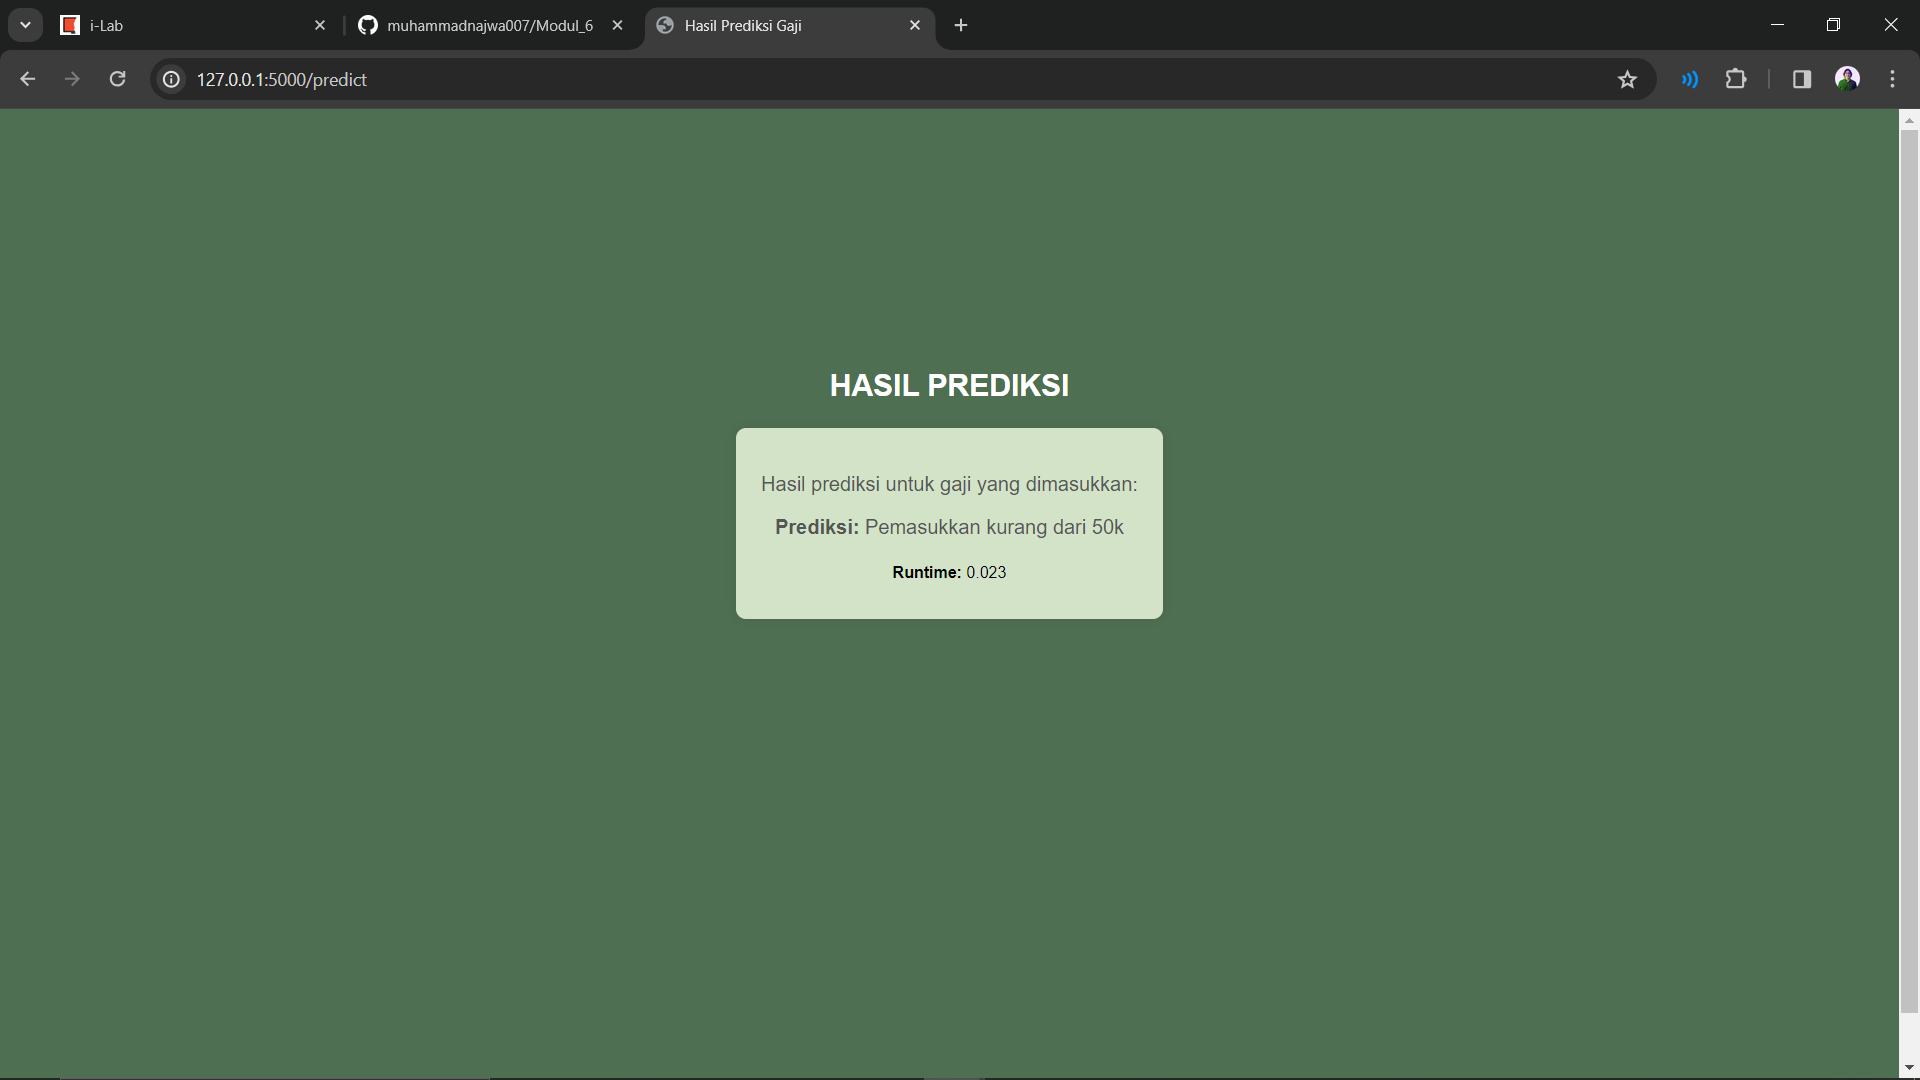 i-Lab
muhammadnajwa007/Modul_6
Hasil Prediksi Gaji
127.0.0.1:5000/predict
HASIL PREDIKSI
Hasil prediksi untuk gaji yang dimasukkan:
Prediksi: Pemasukkan kurang dari 50k
Runtime: 0.023